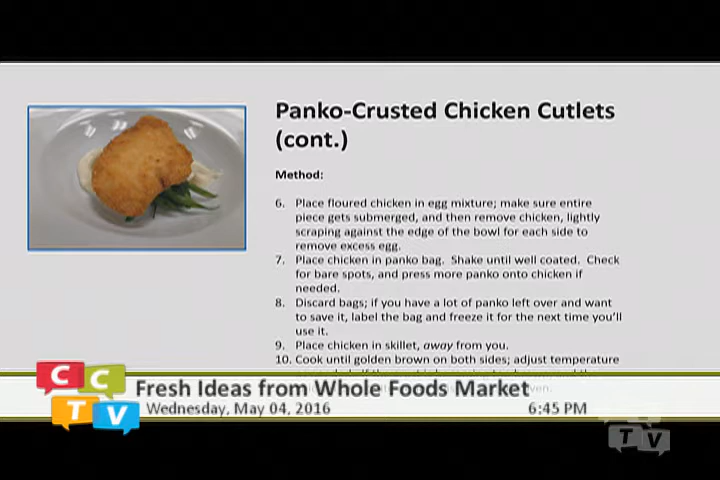 Panko-Crusted Chicken Cutlets
(cont.)
Method:
6. Place floured chicken in egg mixture; make sure entire
piece gets submerged, and then remove chicken, lightly
scraping against the edge of the bowl for each side to
remove excess egg.
7. Place chicken in panko bag. Shake until well coated. Check
for bare spots, and press more panko onto chicken if
needed.
8. Discard bags; if you have a lot of panko left over and want
to save it, label the bag and freeze it for the next time you'll
use it.
9. Place chicken in skillet, away from you.
10. Cook until golden brown on both sides; adjust temperature
C C
T V
Fresh Ideas from Whole Foods Market
Wednesday, May 04, 2016 6:45 PM
T V